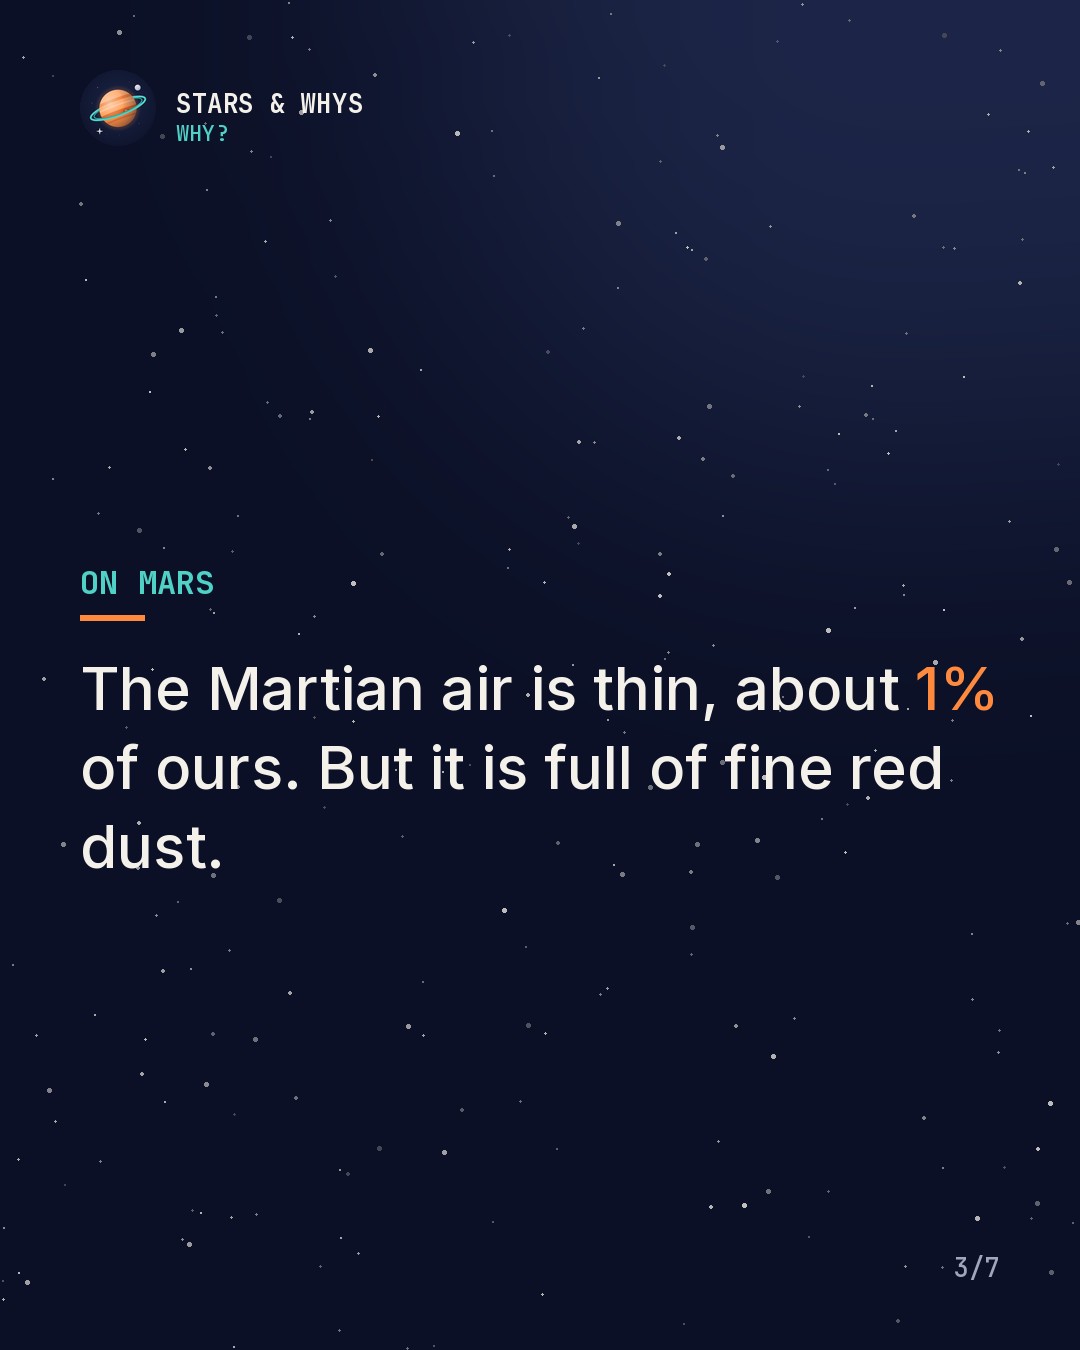 STARS & WHYS
WHY?
ON MARS
The Martian air is thin, about 1%
of ours. But it is full of fine red
dust.
3/7